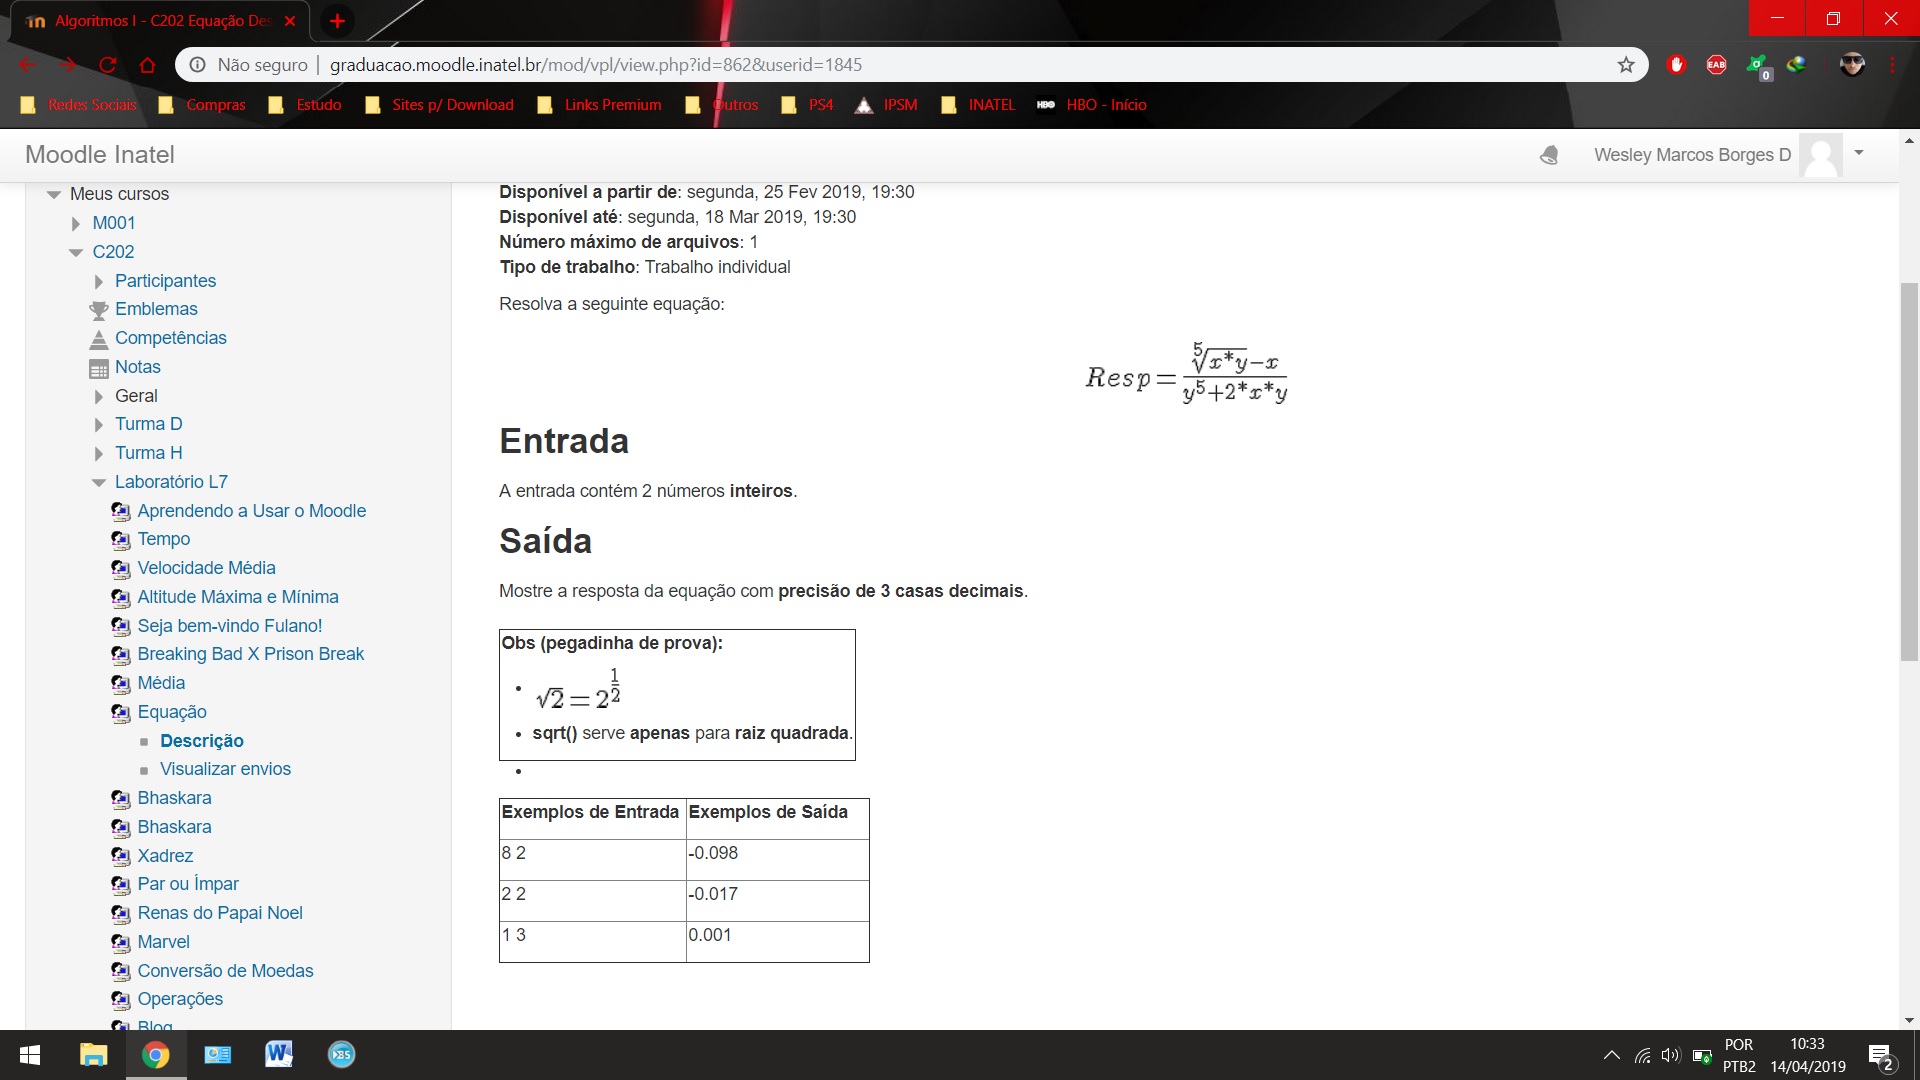 Algoritmos I - C202 Equação Des
Não seguro | graduacao.moodle.inatel.br/mod/vpl/view.php?id=862&userid=1845
EAB
0
Redes Sociais
Compras
Estudo
Sites p/ Download
Links Premium
Outros
PS4
IPSM
INATEL
HBO
HBO - Início
Moodle Inatel
Wesley Marcos Borges D
Meus cursos
M001
C202
Participantes
Emblemas
Competências
Notas
Geral
Turma D
Turma H
Laboratório L7
Aprendendo a Usar o Moodle
Tempo
Velocidade Média
Altitude Máxima e Mínima
Seja bem-vindo Fulano!
Breaking Bad X Prison Break
Média
Equação
Descrição
Visualizar envios
Bhaskara
Bhaskara
Xadrez
Par ou Ímpar
Renas do Papai Noel
Marvel
Conversão de Moedas
Operações
Blog
Disponível a partir de: segunda, 25 Fev 2019, 19:30
Disponível até: segunda, 18 Mar 2019, 19:30
Número máximo de arquivos: 1
Tipo de trabalho: Trabalho individual
Resolva a seguinte equação:
Resp = (⁵√(x*y) − x) / (y⁵+2*x*y)
Entrada
A entrada contém 2 números inteiros.
Saída
Mostre a resposta da equação com precisão de 3 casas decimais.
Obs (pegadinha de prova):
• √2 = 2^(1/2)
• sqrt() serve apenas para raiz quadrada.
•
Exemplos de Entrada Exemplos de Saída
8 2 -0.098
2 2 -0.017
1 3 0.001
W
BS
POR
PTB2
10:33
14/04/2019
2